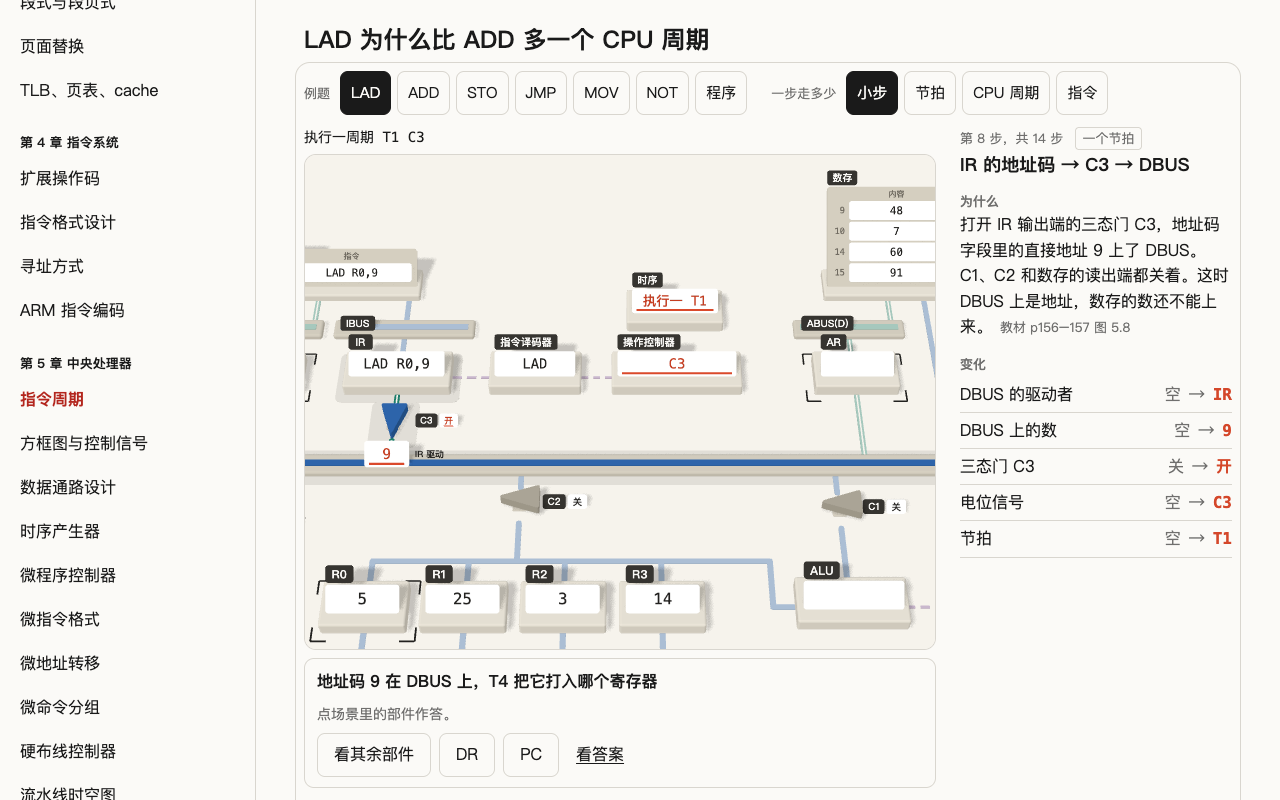 段式与段页式
页面替换
TLB、页表、cache
第 4 章 指令系统
扩展操作码
指令格式设计
寻址方式
ARM 指令编码
第 5 章 中央处理器
指令周期
方框图与控制信号
数据通路设计
时序产生器
微程序控制器
微指令格式
微地址转移
微命令分组
硬布线控制器
流水线时空图
LAD 为什么比 ADD 多一个 CPU 周期
例题 LAD ADD STO JMP MOV NOT 程序 一步走多少 小步 节拍 CPU 周期 指令
执行一周期 T1 C3
数存
内容
9 48
10 7
14 60
15 91
指令
LAD R0,9
时序
执行一 T1
IBUS
ABUS(D)
IR
LAD R0,9
指令译码器
LAD
操作控制器
C3
AR
C3 开
9 IR 驱动
C2 关
C1 关
R0
5
R1
25
R2
3
R3
14
ALU
地址码 9 在 DBUS 上，T4 把它打入哪个寄存器
点场景里的部件作答。
看其余部件 DR PC 看答案
第 8 步，共 14 步 一个节拍
IR 的地址码 → C3 → DBUS
为什么
打开 IR 输出端的三态门 C3，地址码
字段里的直接地址 9 上了 DBUS。
C1、C2 和数存的读出端都关着。这时
DBUS 上是地址，数存的数还不能上
来。 教材 p156—157 图 5.8
变化
DBUS 的驱动者 空 → IR
DBUS 上的数 空 → 9
三态门 C3 关 → 开
电位信号 空 → C3
节拍 空 → T1